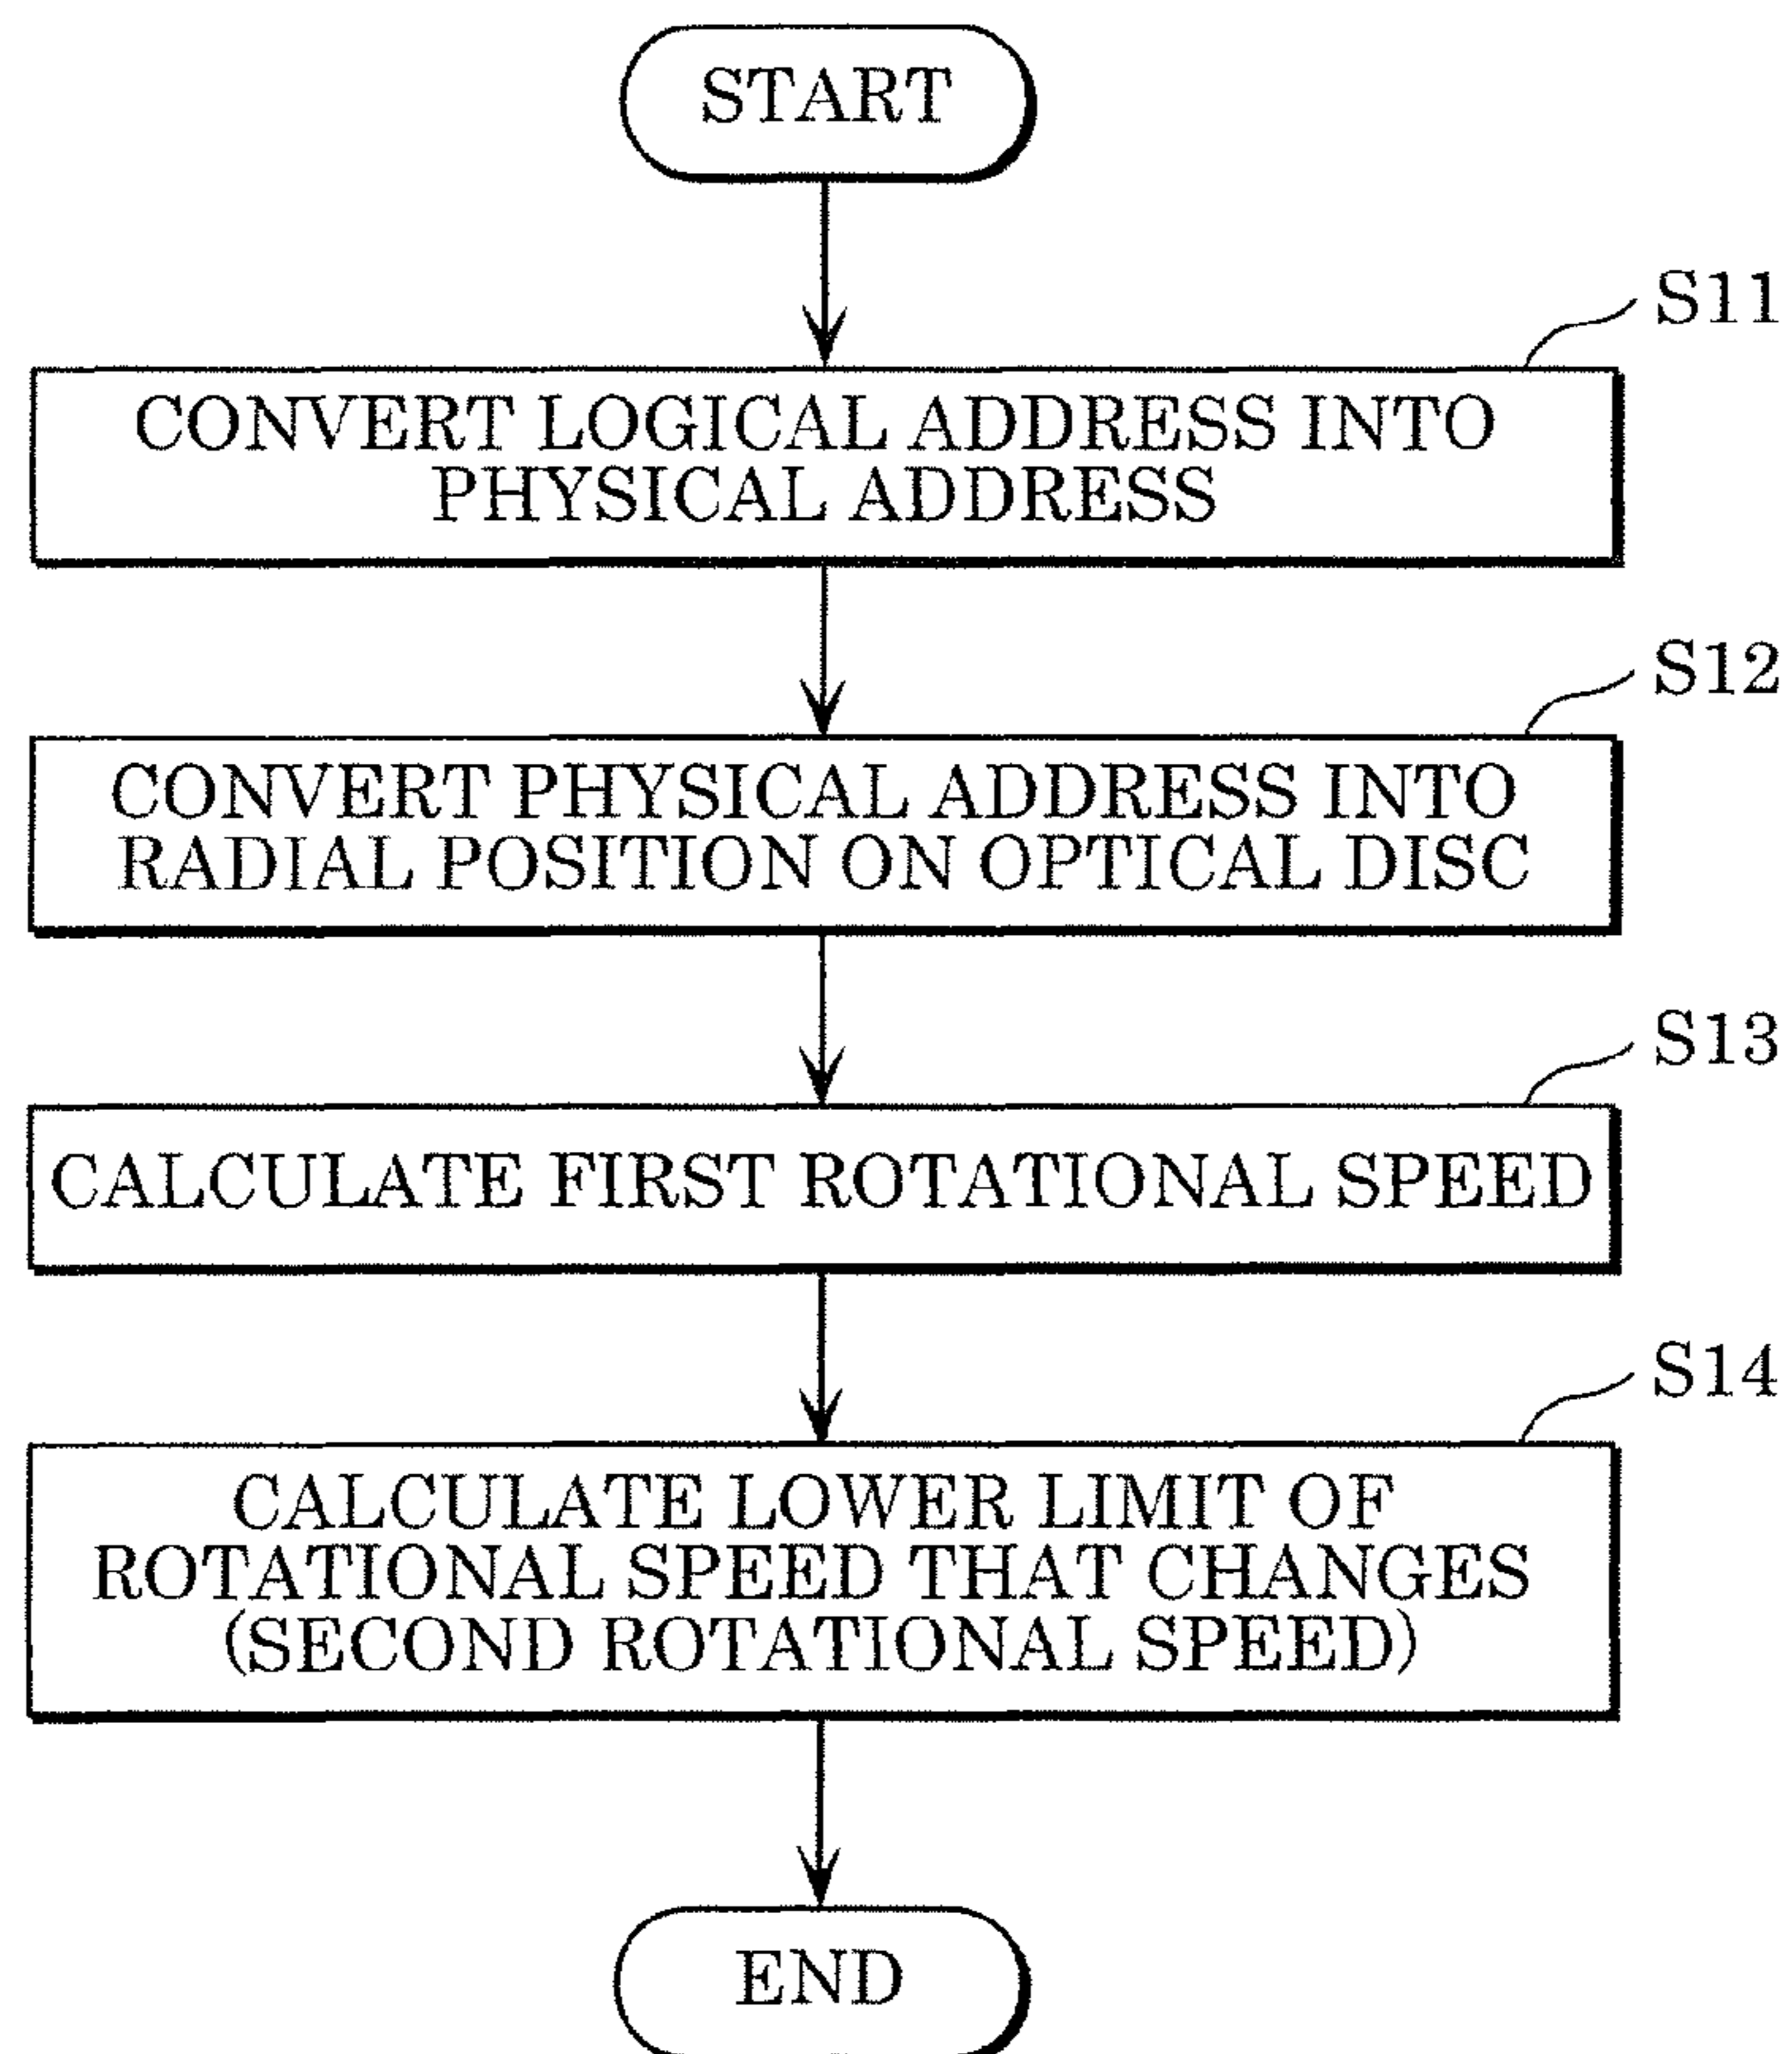 START
S11
CONVERT LOGICAL ADDRESS INTO
PHYSICAL ADDRESS
S12
CONVERT PHYSICAL ADDRESS INTO
RADIAL POSITION ON OPTICAL DISC
S13
CALCULATE FIRST ROTATIONAL SPEED
S14
CALCULATE LOWER LIMIT OF
ROTATIONAL SPEED THAT CHANGES
(SECOND ROTATIONAL SPEED)
END